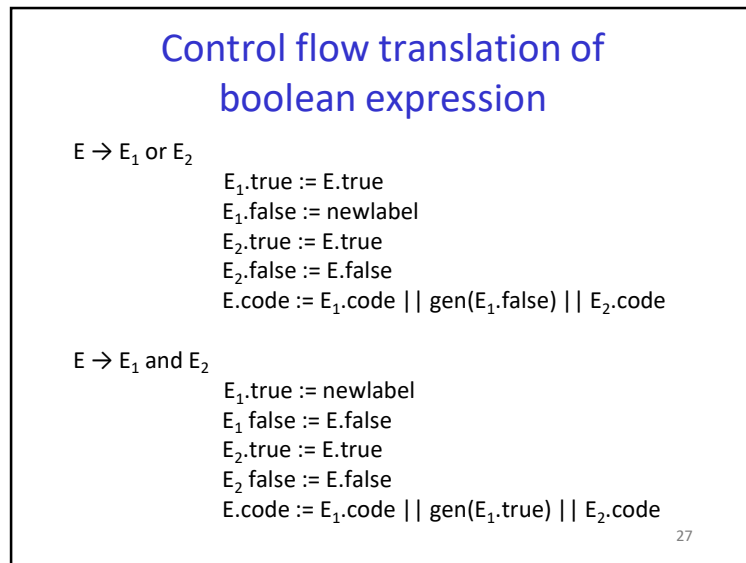 Control flow translation of
boolean expression
E → E₁ or E₂
E₁.true := E.true
E₁.false := newlabel
E₂.true := E.true
E₂.false := E.false
E.code := E₁.code || gen(E₁.false) || E₂.code
E → E₁ and E₂
E₁.true := newlabel
E₁ false := E.false
E₂.true := E.true
E₂ false := E.false
E.code := E₁.code || gen(E₁.true) || E₂.code
27